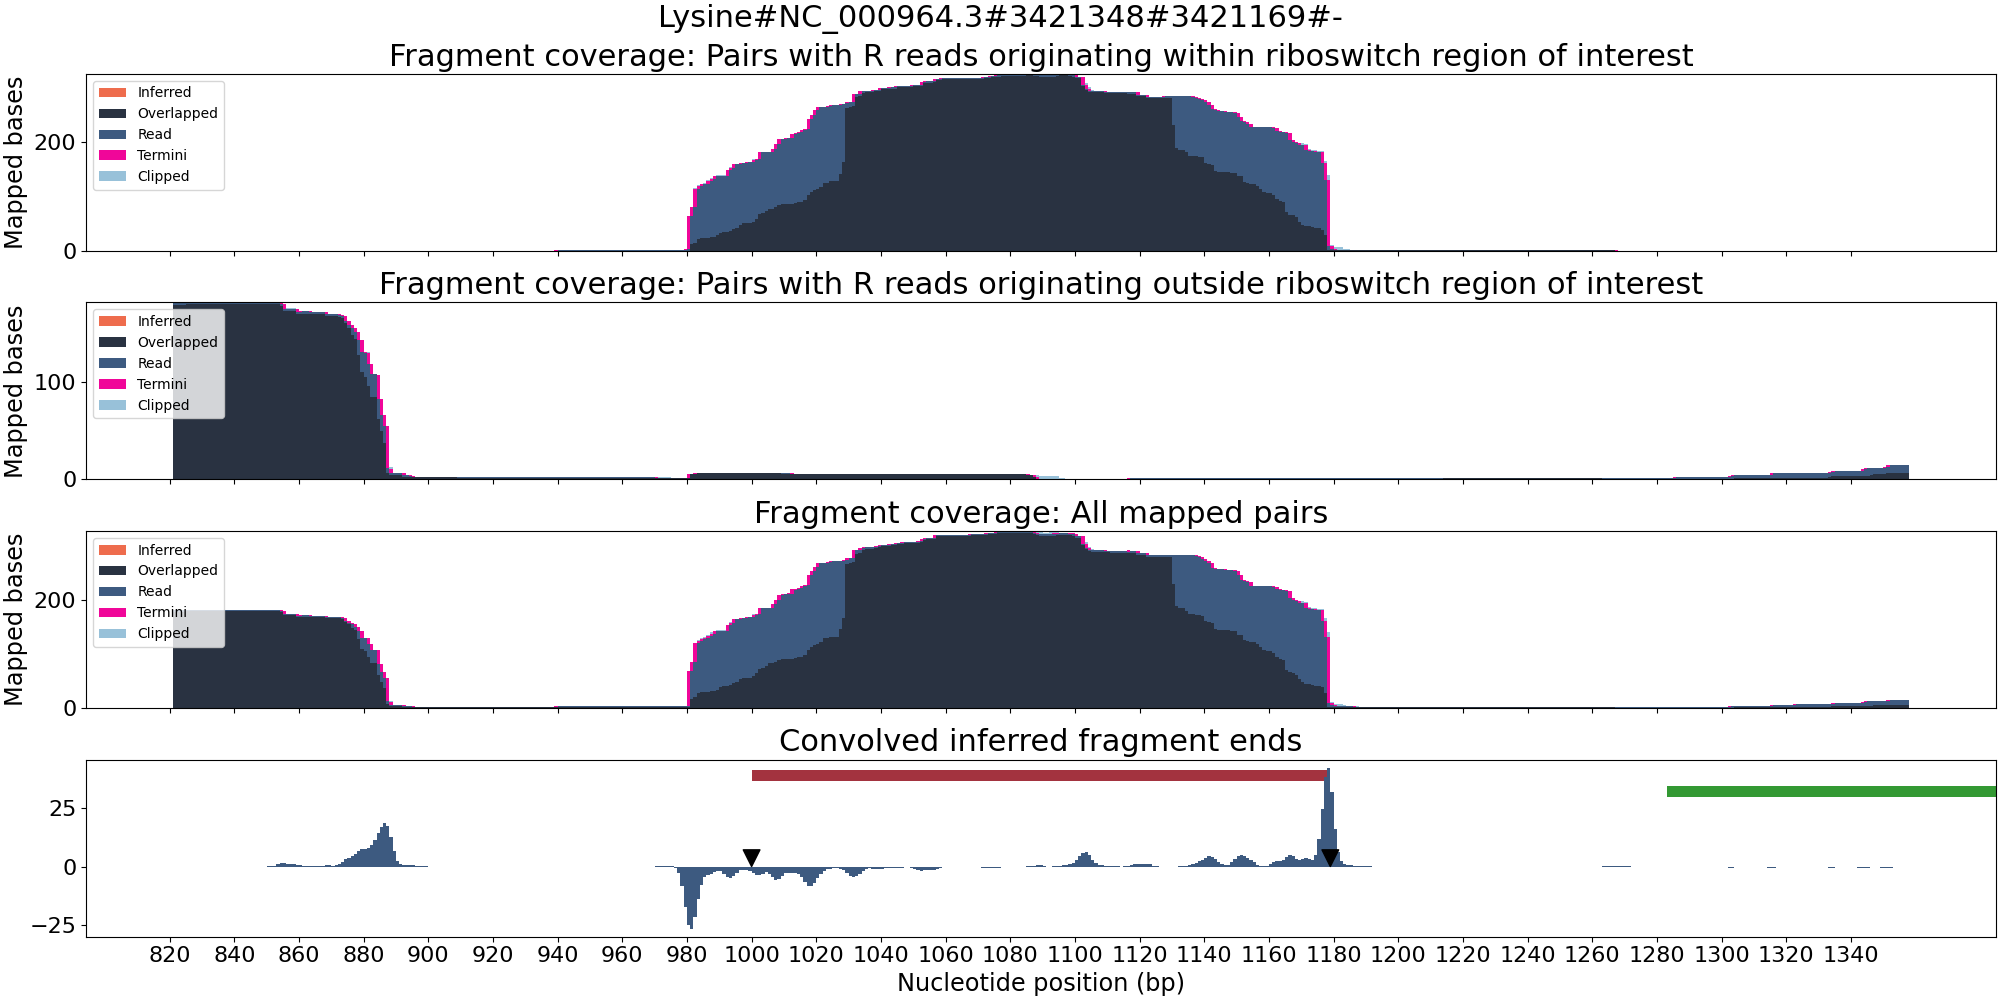 Lysine#NC_000964.3#3421348#3421169#-
Fragment coverage: Pairs with R reads originating within riboswitch region of interest
Mapped bases
200
0
Inferred
Overlapped
Read
Termini
Clipped
Fragment coverage: Pairs with R reads originating outside riboswitch region of interest
Mapped bases
100
0
Inferred
Overlapped
Read
Termini
Clipped
Fragment coverage: All mapped pairs
Mapped bases
200
0
Inferred
Overlapped
Read
Termini
Clipped
Convolved inferred fragment ends
25
0
−25
820 840 860 880 900 920 940 960 980 1000 1020 1040 1060 1080 1100 1120 1140 1160 1180 1200 1220 1240 1260 1280 1300 1320 1340
Nucleotide position (bp)